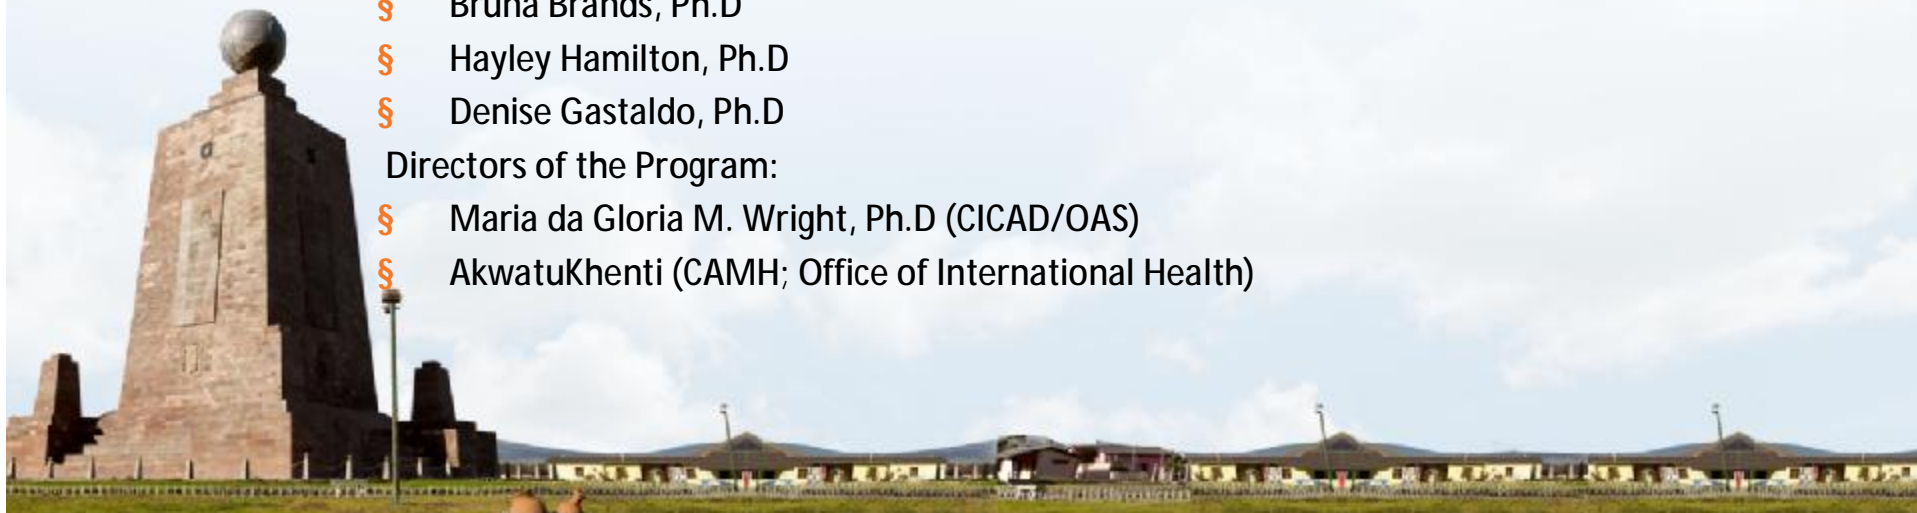 § Bruna Brands, Ph.D
§ Hayley Hamilton, Ph.D
§ Denise Gastaldo, Ph.D
Directors of the Program:
§ Maria da Gloria M. Wright, Ph.D (CICAD/OAS)
§ AkwatuKhenti (CAMH; Office of International Health)